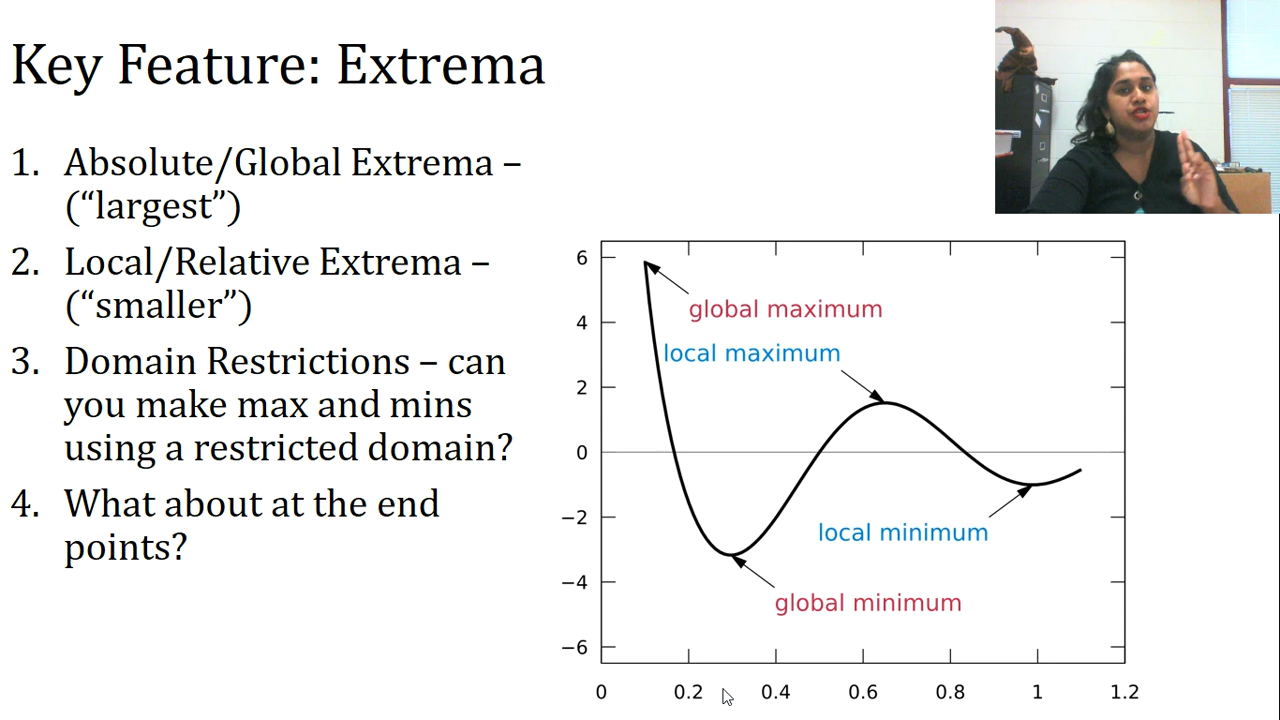 Key Feature: Extrema
1. Absolute/Global Extrema –
(“largest”)
2. Local/Relative Extrema –
(“smaller”)
3. Domain Restrictions – can
you make max and mins
using a restricted domain?
4. What about at the end
points?
6
4
2
0
−2
−4
−6
global maximum
local maximum
local minimum
global minimum
0 0.2 0.4 0.6 0.8 1 1.2